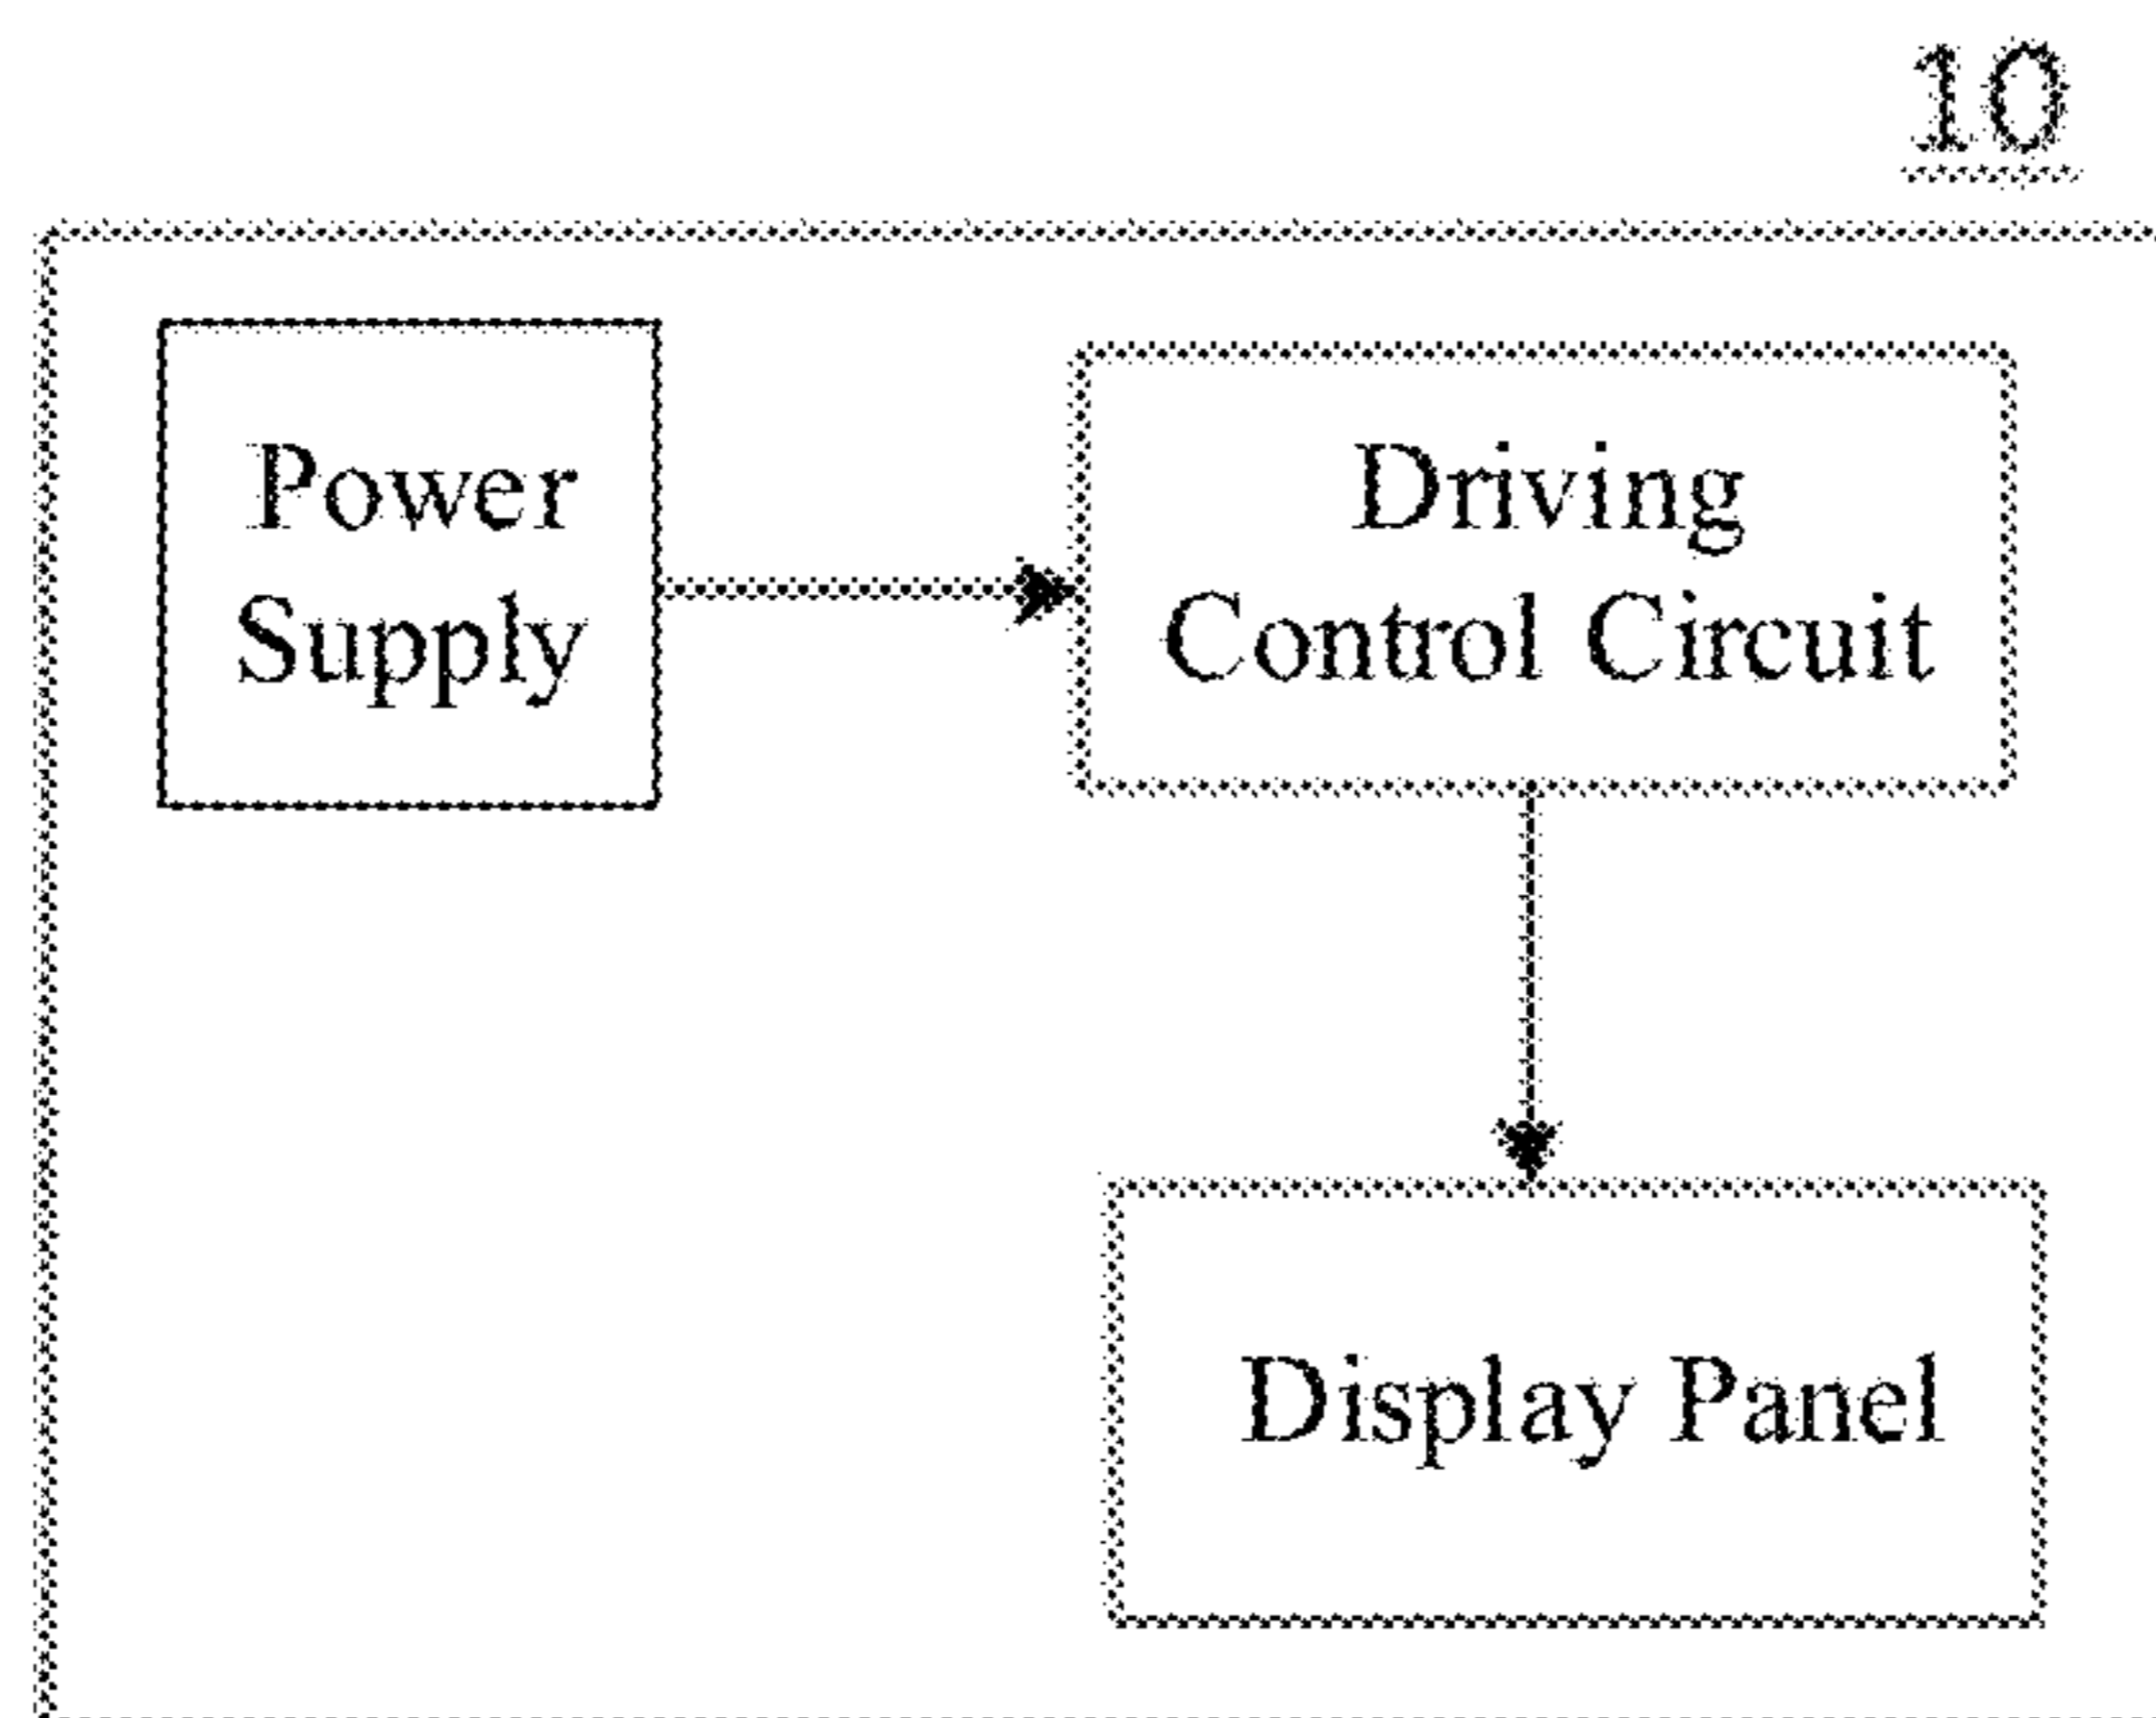 10
Power
Supply
Driving
Control Circuit
Display Panel